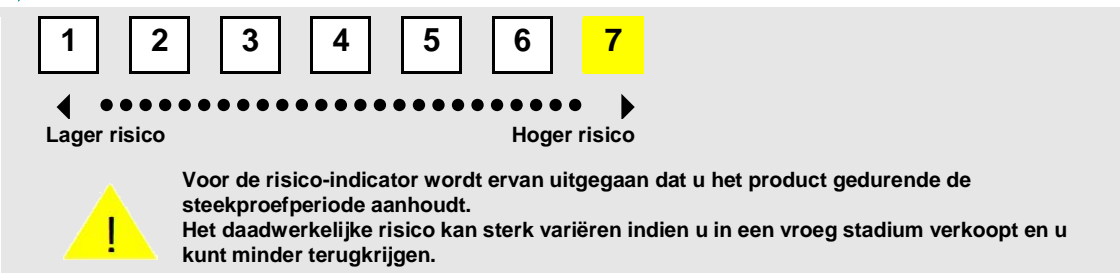 1 2 3 4 5 6 7
Lager risico Hoger risico
!
Voor de risico-indicator wordt ervan uitgegaan dat u het product gedurende de
steekproefperiode aanhoudt.
Het daadwerkelijke risico kan sterk variëren indien u in een vroeg stadium verkoopt en u
kunt minder terugkrijgen.